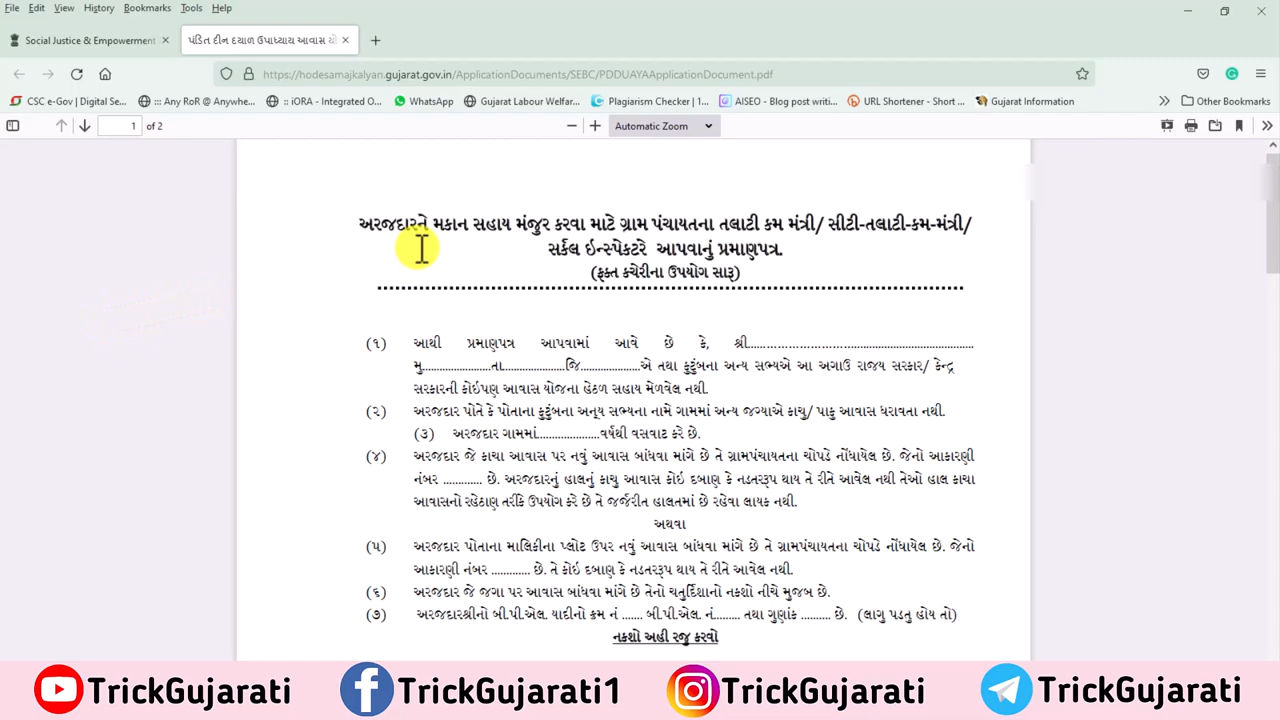 File Edit View History Bookmarks Tools Help
Social Justice & Empowerment
પંડિત દીન દયાળ ઉપાધ્યાય આવાસ યો
https://hodesamajkalyan.gujarat.gov.in/ApplicationDocuments/SEBC/PDDUAYAApplicationDocument.pdf
CSC e-Gov | Digital Se... ::: Any RoR @ Anywhe... :: iORA - Integrated O... WhatsApp Gujarat Labour Welfar... Plagiarism Checker | 1... AISEO - Blog post writi... URL Shortener - Short ... Gujarat Information Other Bookmarks
1 of 2 Automatic Zoom
અરજદારને મકાન સહાય મંજુર કરવા માટે ગ્રામ પંચાયતના તલાટી કમ મંત્રી/ સીટી-તલાટી-કમ-મંત્રી/
સર્કલ ઇન્સ્પેકટરે આપવાનું પ્રમાણપત્ર.
(ફક્ત કચેરીના ઉપયોગ સારૂ)
(૧) આથી પ્રમાણપત્ર આપવામાં આવે છે કે, શ્રી..................................................
મુ.....................તા...................જિ.................એ તથા કુટુંબના અન્ય સભ્યએ આ અગાઉ રાજય સરકાર/ કેન્દ્ર
સરકારની કોઇપણ આવાસ યોજના હેઠળ સહાય મેળવેલ નથી.
(૨) અરજદાર પોતે કે પોતાના કુટુંબના અન્ય સભ્યના નામે ગામમાં અન્ય જગ્યાએ કાચુ/ પાકુ આવાસ ધરાવતા નથી.
(૩) અરજદાર ગામમાં....................વર્ષથી વસવાટ કરે છે.
(૪) અરજદાર જે કાચા આવાસ પર નવું આવાસ બાંધવા માંગે છે તે ગ્રામપંચાયતના ચોપડે નોંધાયેલ છે. જેનો આકારણી
નંબર ............. છે. અરજદારનું હાલનું કાચુ આવાસ કોઇ દબાણ કે નડતરરૂપ થાય તે રીતે આવેલ નથી તેઓ હાલ કાચા
આવાસનો રહેઠાણ તરીકે ઉપયોગ કરે છે તે જર્જરીત હાલતમાં છે રહેવા લાયક નથી.
અથવા
(૫) અરજદાર પોતાના માલિકીના પ્લોટ ઉપર નવું આવાસ બાંધવા માંગે છે તે ગ્રામપંચાયતના ચોપડે નોંધાયેલ છે. જેનો
આકારણી નંબર ............ છે. તે કોઇ દબાણ કે નડતરરૂપ થાય તે રીતે આવેલ નથી.
(૬) અરજદાર જે જગા પર આવાસ બાંધવા માંગે છે તેનો ચતુર્દિશાનો નકશો નીચે મુજબ છે.
(૭) અરજદારશ્રીનો બી.પી.એલ. યાદીનો ક્રમ નં ...... બી.પી.એલ. નં........ તથા ગુણાંક ......... છે. (લાગુ પડતુ હોય તો)
નકશો અહી રજુ કરવો
TrickGujarati TrickGujarati1 TrickGujarati TrickGujarati